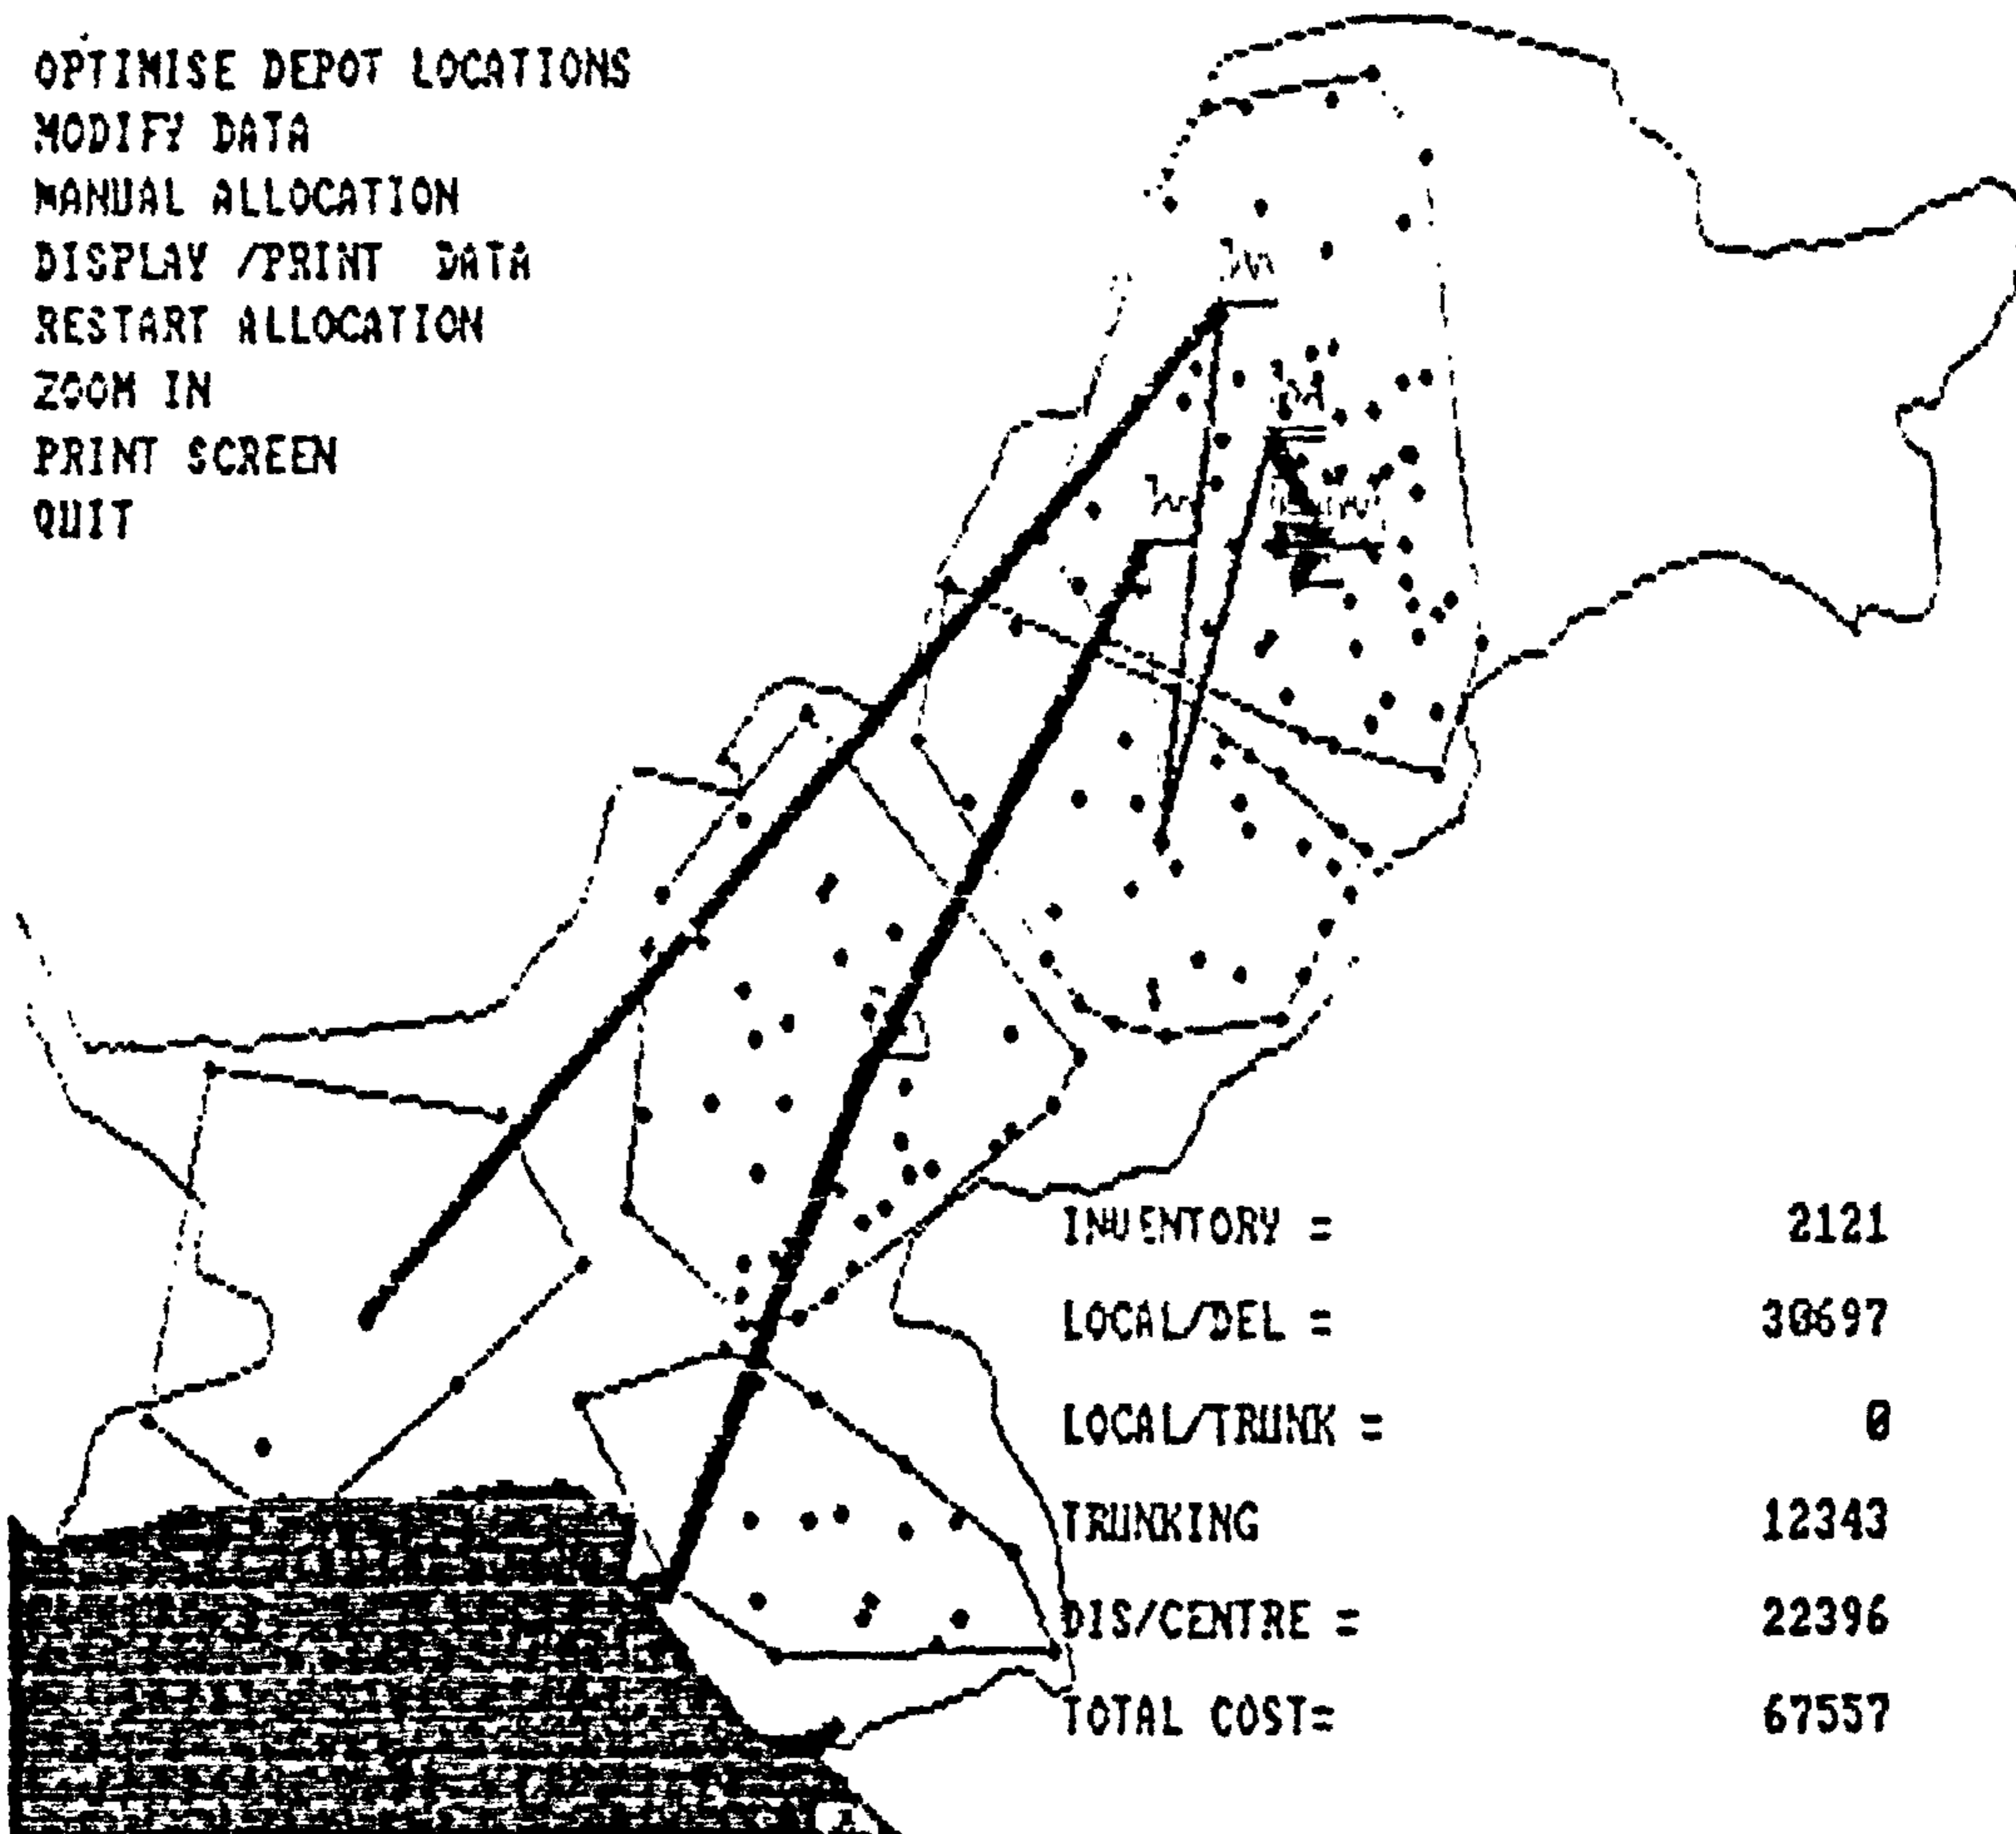 OPTIMISE DEPOT LOCATIONS
MODIFY DATA
MANUAL ALLOCATION
DISPLAY /PRINT DATA
RESTART ALLOCATION
ZOOM IN
PRINT SCREEN
QUIT
INVENTORY = 2121
LOCAL/DEL = 30697
LOCAL/TRUNK = 0
TRUNKING 12343
DIS/CENTRE = 22396
TOTAL COST= 67557